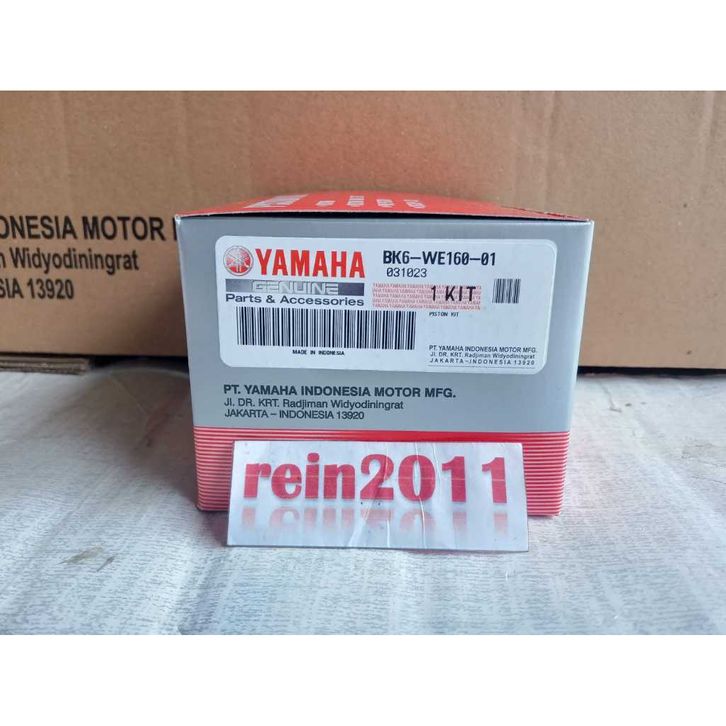 INDONESIA MOTOR M
man Widyodiningrat
SIA 13920
YAMAHA
GENUINE
Parts & Accessories
MADE IN INDONESIA
BK6-WE160-01
031023
1 KIT
PISTON KIT
PT. YAMAHA INDONESIA MOTOR MFG.
Jl. DR. KRT. Radjiman Widyodiningrat
JAKARTA-INDONESIA 13920
PT. YAMAHA INDONESIA MOTOR MFG.
Jl. DR. KRT. Radjiman Widyodiningrat
JAKARTA – INDONESIA 13920
rein2011